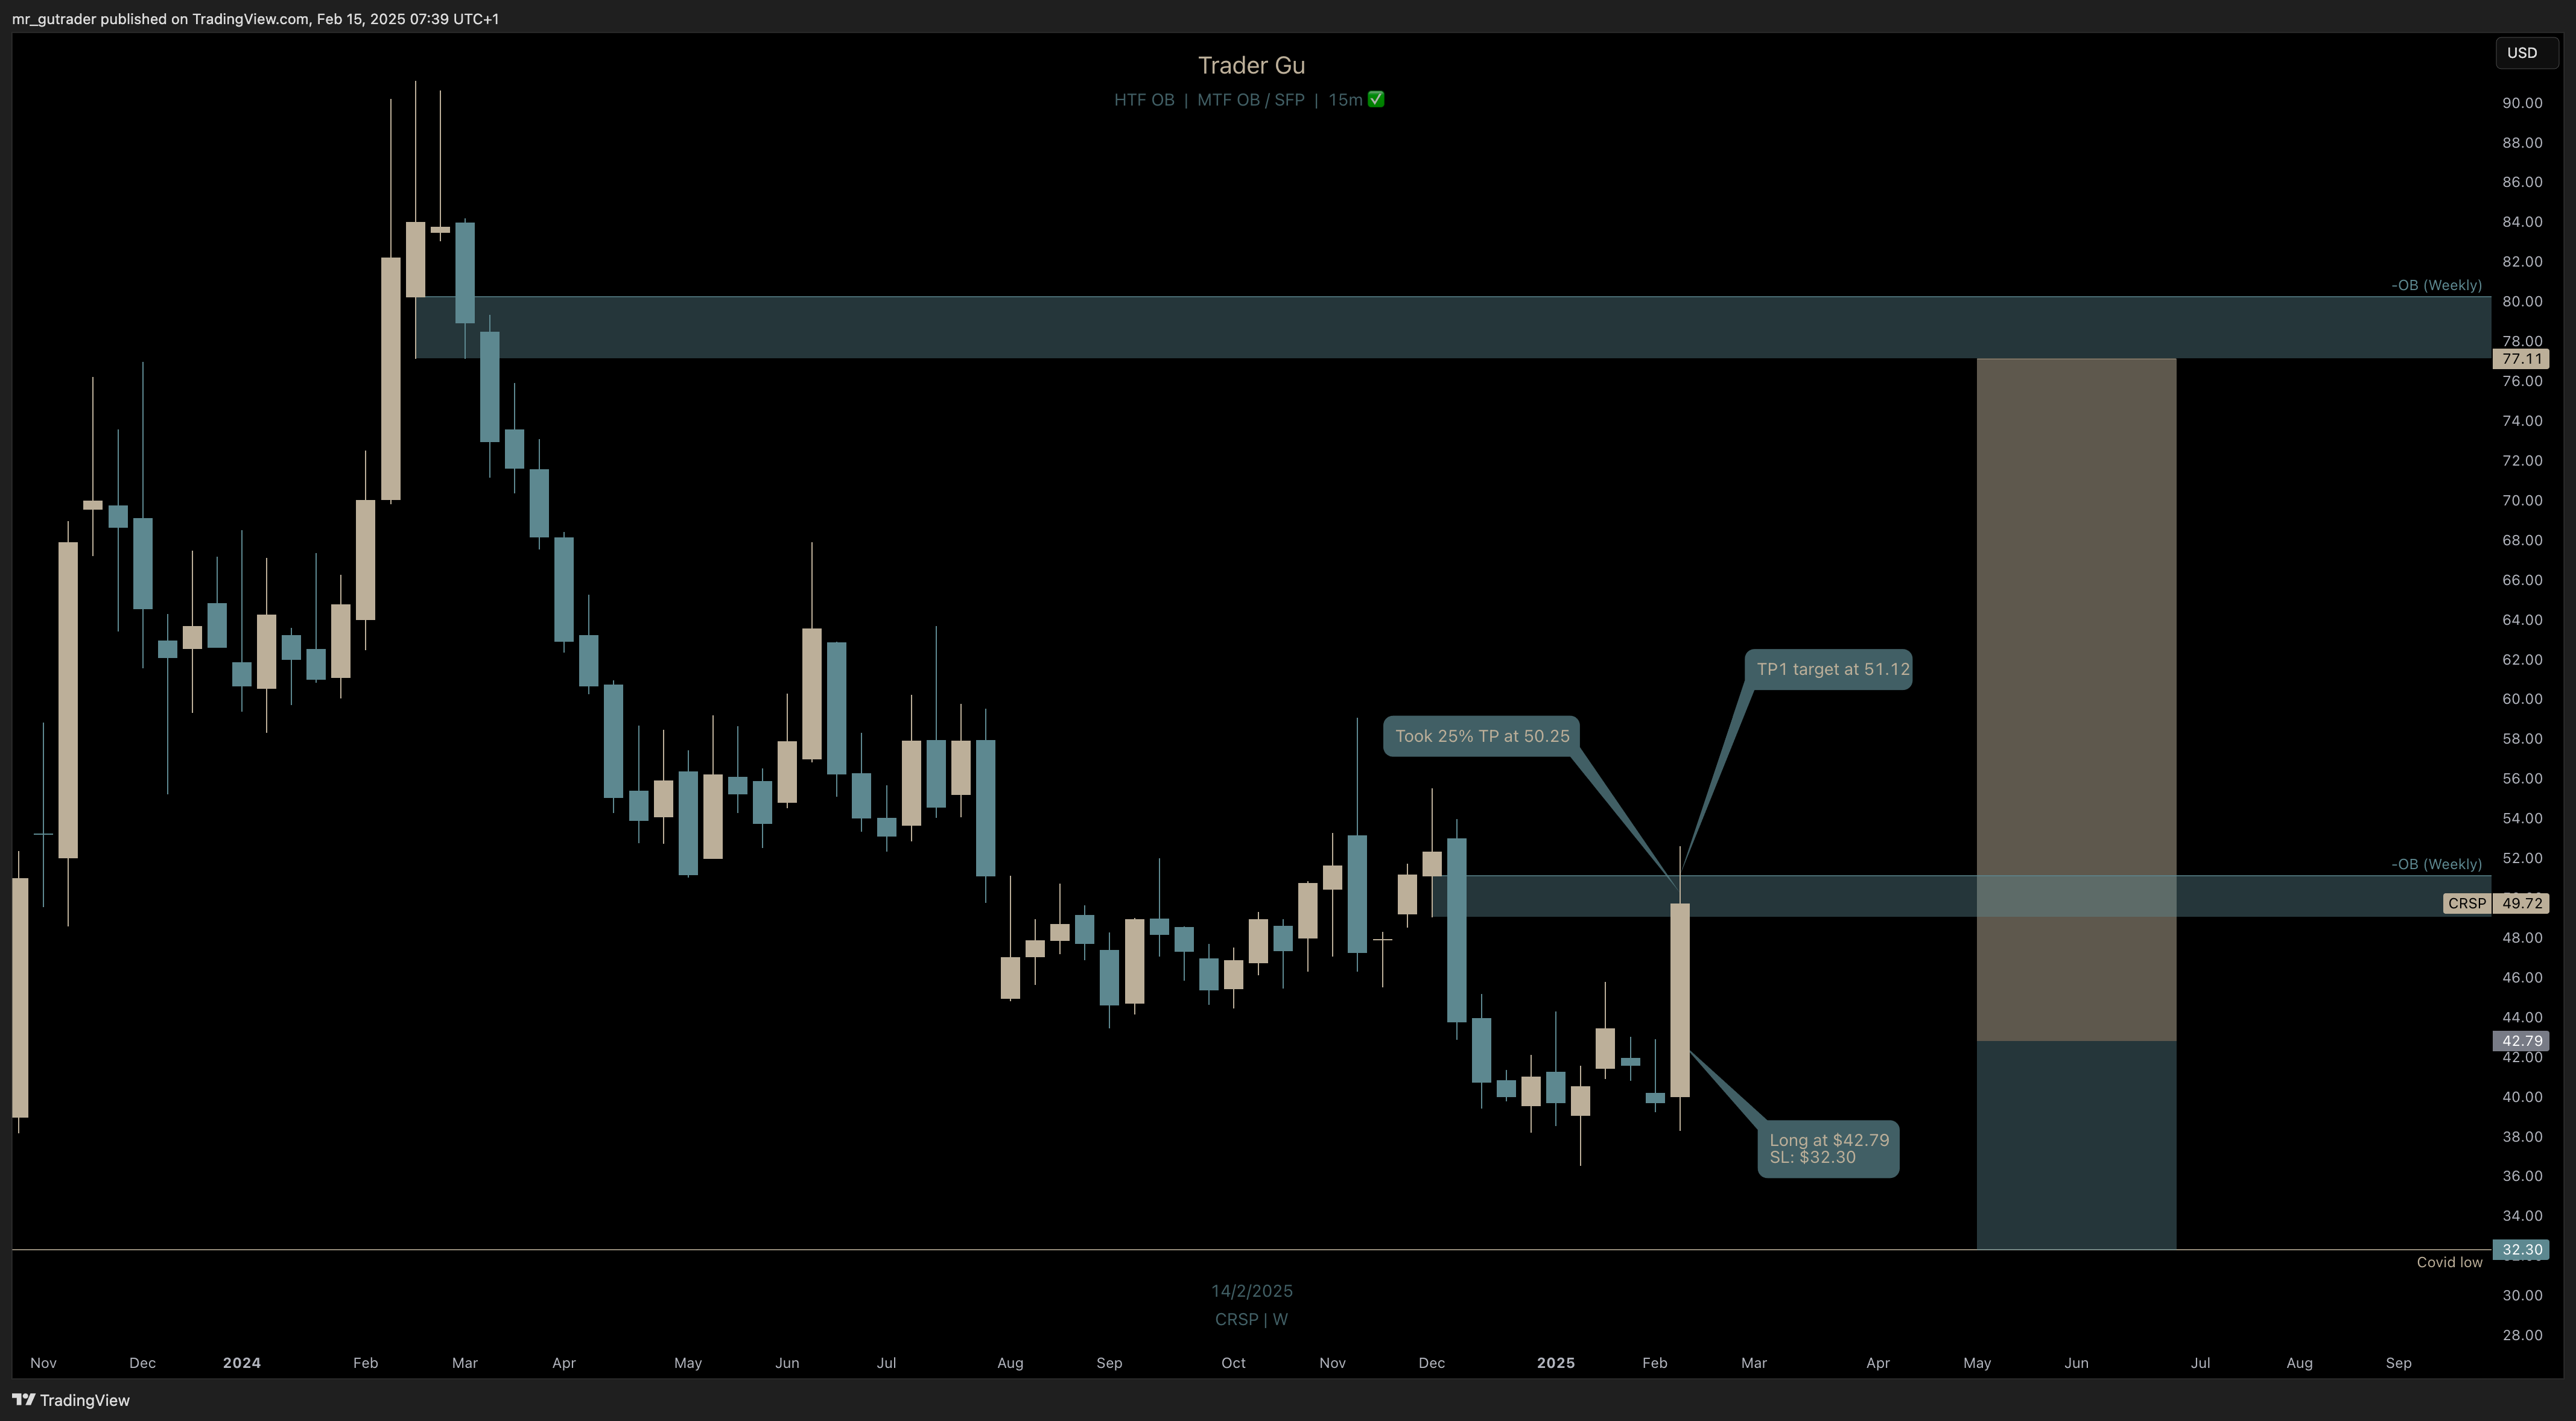 mr_gutrader published on TradingView.com, Feb 15, 2025 07:39 UTC+1
Trader Gu
HTF OB | MTF OB / SFP | 15m ✅
USD
90.00
88.00
86.00
84.00
82.00
-OB (Weekly)
80.00
78.00
77.11
76.00
74.00
72.00
70.00
68.00
66.00
64.00
62.00
TP1 target at 51.12
60.00
58.00
Took 25% TP at 50.25
56.00
54.00
52.00
-OB (Weekly)
CRSP 49.72
48.00
46.00
44.00
42.79
42.00
40.00
38.00
Long at $42.79
SL: $32.30
36.00
34.00
32.30
Covid low
30.00
28.00
14/2/2025
CRSP | W
Nov Dec 2024 Feb Mar Apr May Jun Jul Aug Sep Oct Nov Dec 2025 Feb Mar Apr May Jun Jul Aug Sep
TradingView